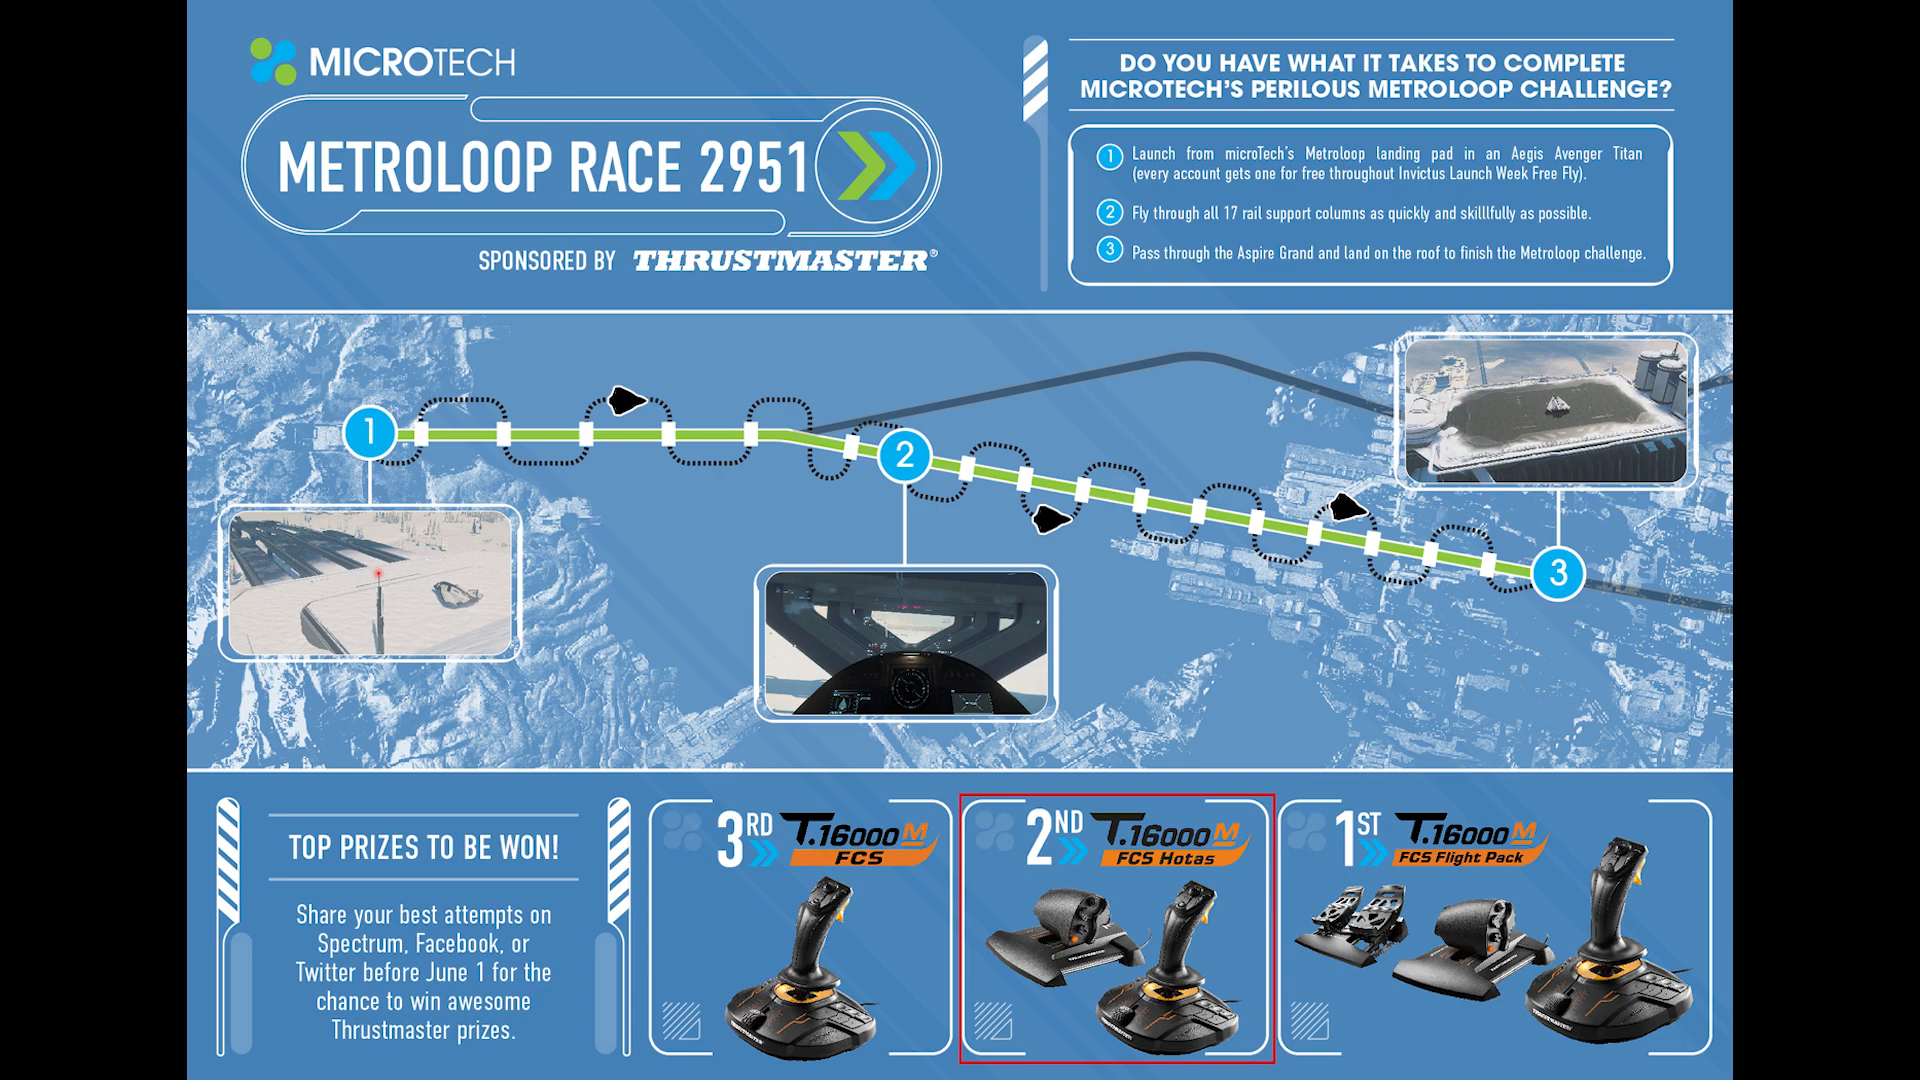 MICROTECH
METROLOOP RACE 2951
SPONSORED BY THRUSTMASTER®
DO YOU HAVE WHAT IT TAKES TO COMPLETE
MICROTECH'S PERILOUS METROLOOP CHALLENGE?
1 Launch from microTech's Metroloop landing pad in an Aegis Avenger Titan
(every account gets one for free throughout Invictus Launch Week Free Fly).
2 Fly through all 17 rail support columns as quickly and skilllfully as possible.
3 Pass through the Aspire Grand and land on the roof to finish the Metroloop challenge.
1
2
3
TOP PRIZES TO BE WON!
Share your best attempts on
Spectrum, Facebook, or
Twitter before June 1 for the
chance to win awesome
Thrustmaster prizes.
3RD T.16000M
FCS
THRUSTMASTER
2ND T.16000M
FCS Hotas
THRUSTMASTER
THRUSTMASTER
1ST T.16000M
FCS Flight Pack
THRUSTMASTER
THRUSTMASTER